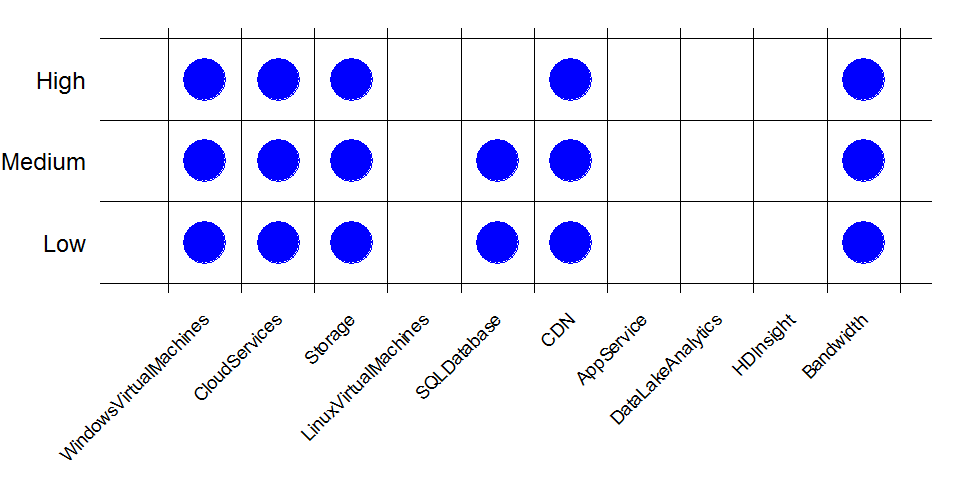 High
Medium
Low
WindowsVirtualMachines
CloudServices
Storage
LinuxVirtualMachines
SQLDatabase
CDN
AppService
DataLakeAnalytics
HDInsight
Bandwidth